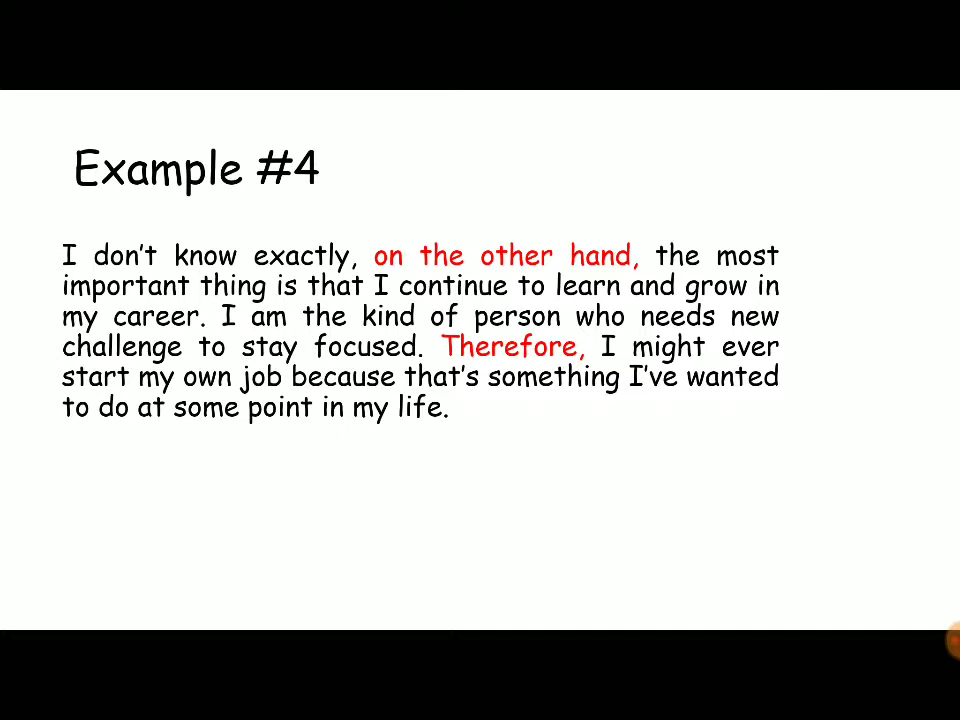 Example #4
I don't know exactly, on the other hand, the most
important thing is that I continue to learn and grow in
my career. I am the kind of person who needs new
challenge to stay focused. Therefore, I might ever
start my own job because that's something I've wanted
to do at some point in my life.